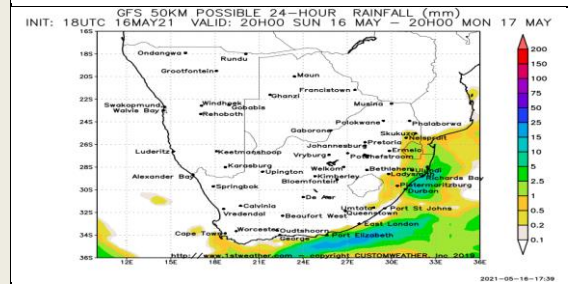 GFS 50KM POSSIBLE 24-HOUR RAINFALL (mm)
INIT: 18UTC 16MAY21 VALID: 20H00 SUN 16 MAY – 20H00 MON 17 MAY
16S
18S
20S
22S
24S
26S
28S
30S
32S
34S
36S
Ondangwa
Rundu
Grootfontein
Maun
Ghanzi
Francistown
Swakopmund
Walvis Bay
Windhoek
Gobabis
Rehoboth
Musina
Polokwane
Phalaborwa
Gaborone
Skukuza
Nelspruit
Johannesburg
Pretoria
Luderitz
Keetmanshoop
Vryburg
Potchefstroom
Ermelo
Karasburg
Upington
Welkom
Bethlehem
Alexander Bay
Kimberley
Bloemfontein
Ladysmith
Ulundi
Richards Bay
Springbok
Pietermaritzburg
Durban
De Aar
Calvinia
Vredendal
Beaufort West
Umtata
Queenstown
Port St Johns
East London
Cape Town
Worcester
Oudtshoorn
George
Port Elizabeth
http://www.1stweather.com – copyright CUSTOMWEATHER, Inc
12E 15E 18E 21E 24E 27E 30E 33E 36E
200
150
100
75
50
25
15
10
5
2.5
1
0.5
0.2
0.1
2021-05-16-17:39